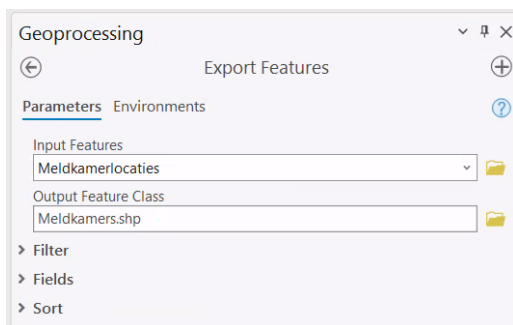 Geoprocessing
Export Features
Parameters Environments
Input Features
Meldkamerlocaties
Output Feature Class
Meldkamers.shp
Filter
Fields
Sort